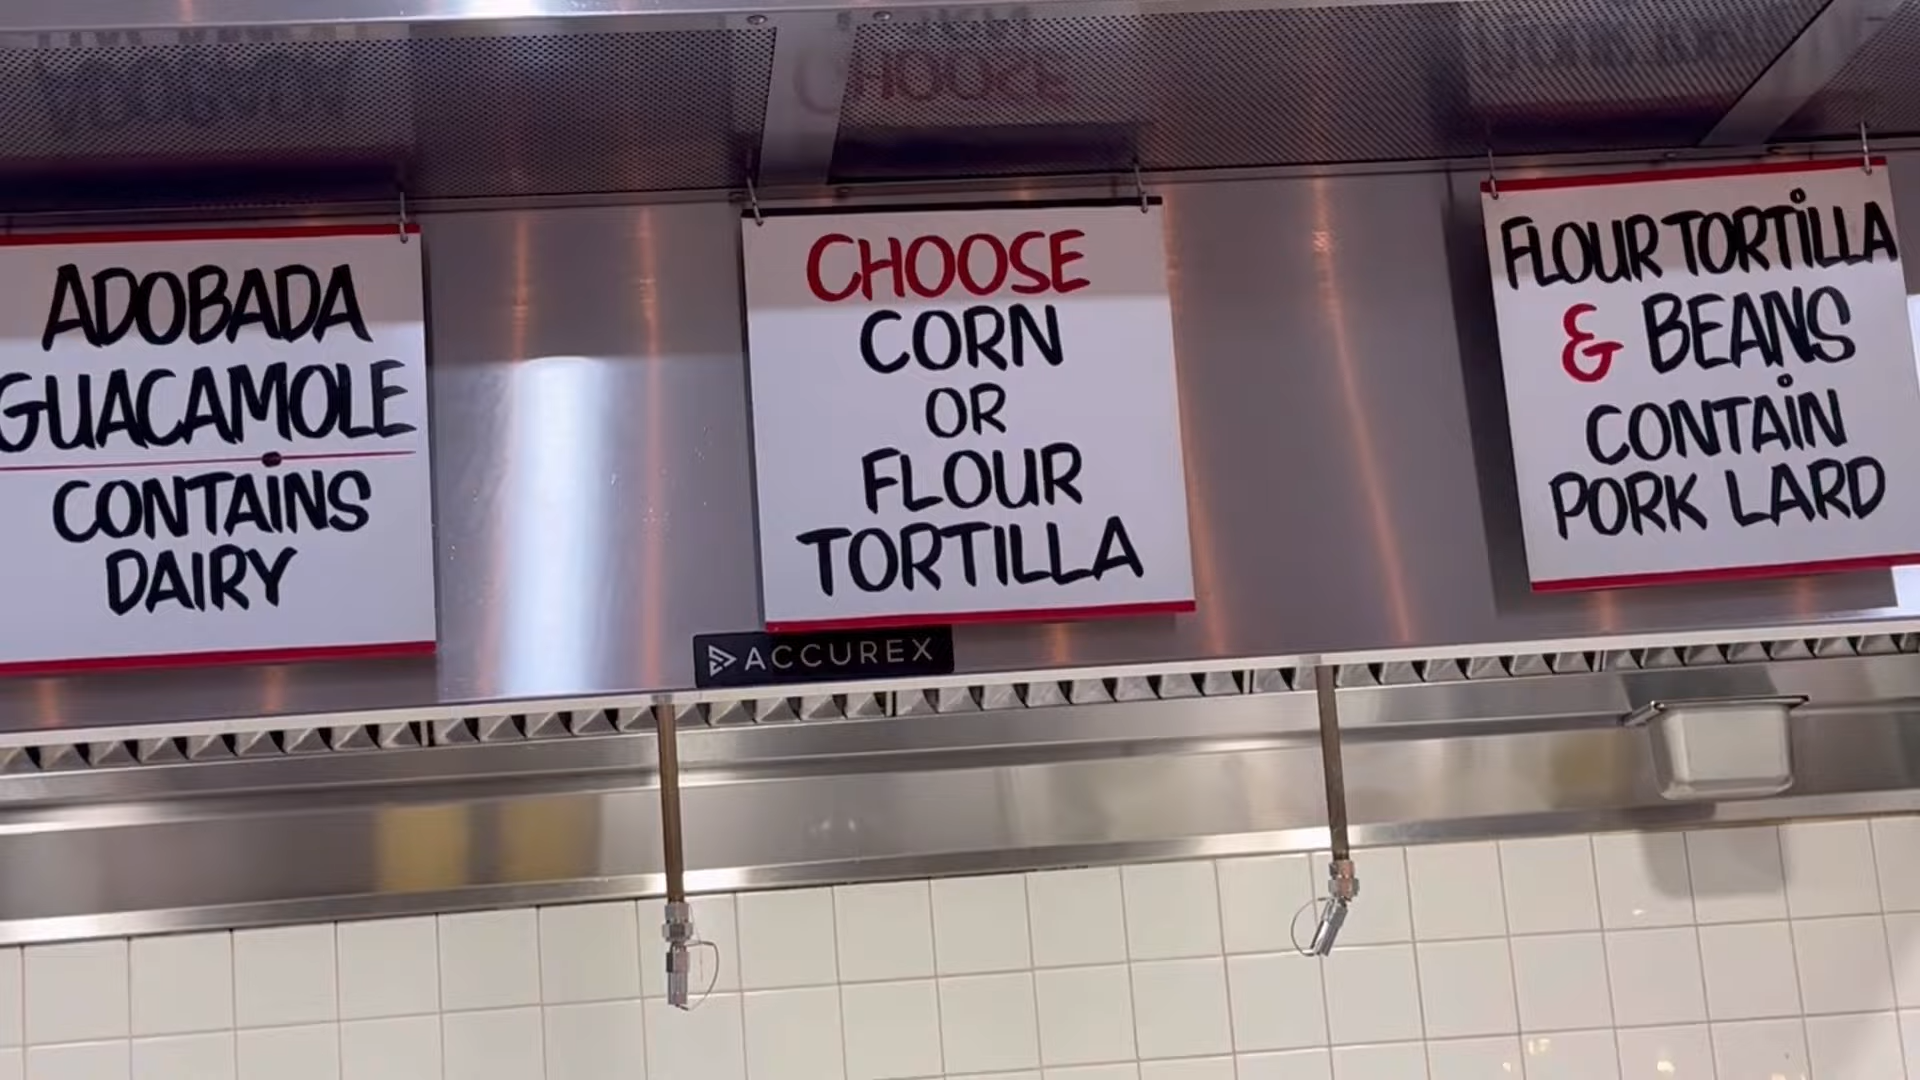 ADOBADA
GUACAMOLE
CONTAINS
DAIRY
CHOOSE
CORN
OR
FLOUR
TORTILLA
ACCUREX
FLOUR TORTILLA
& BEANS
CONTAIN
PORK LARD